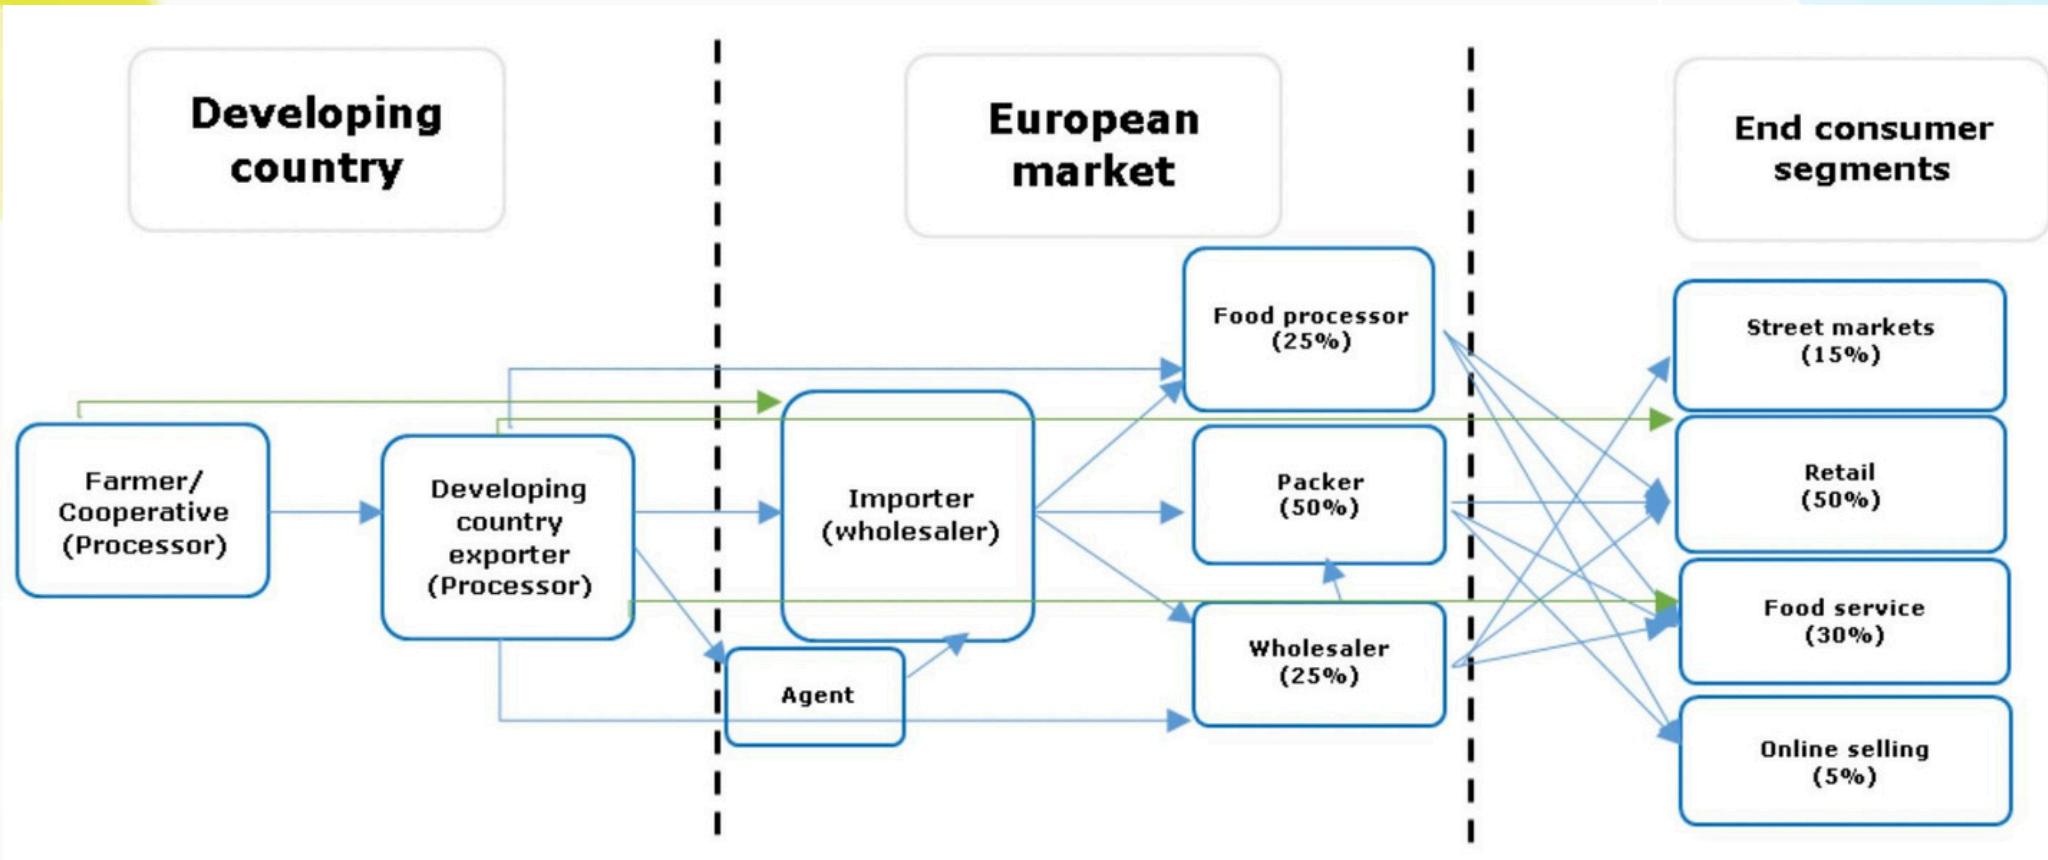 Developing
country
European
market
End consumer
segments
Farmer/
Cooperative
(Processor)
Developing
country
exporter
(Processor)
Importer
(wholesaler)
Agent
Food processor
(25%)
Packer
(50%)
Wholesaler
(25%)
Street markets
(15%)
Retail
(50%)
Food service
(30%)
Online selling
(5%)